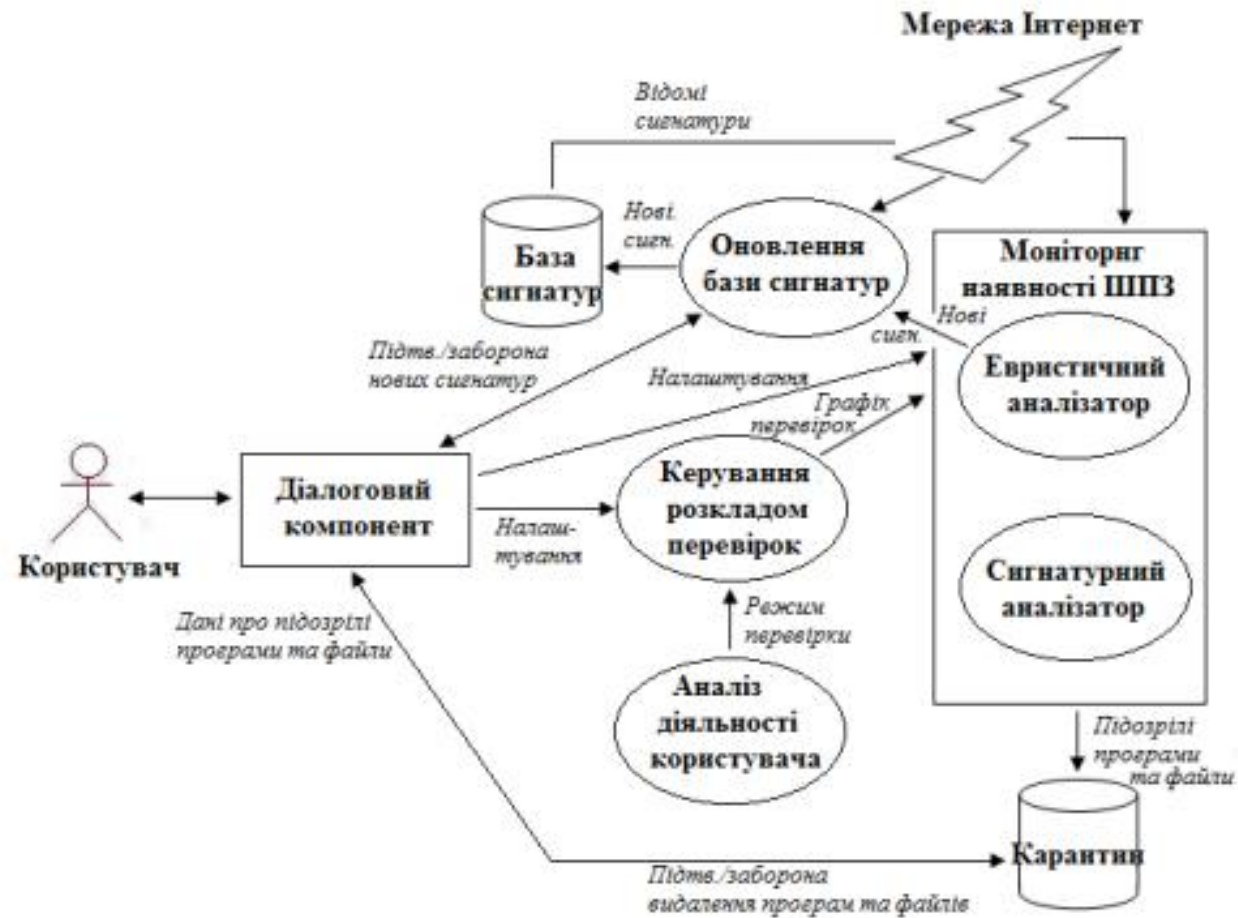 Мережа Інтернет
Відомі
сигнатури
Нові
сигн.
Оновлення
бази сигнатур
База
сигнатур
Моніторнг
наявності ШПЗ
Нові
сигн.
Евристичний
аналізатор
Підтв./заборона
нових сигнатур
Налаштування
Графік
перевірок
Керування
розкладом
перевірок
Діалоговий
компонент
Налаш-
тування
Користувач
Сигнатурний
аналізатор
Режим
перевірки
Дані про підозрілі
програми та файли
Аналіз
діяльності
користувача
Підозрілі
програми
та файли
Карантин
Підтв./заборона
видалення програм та файлів